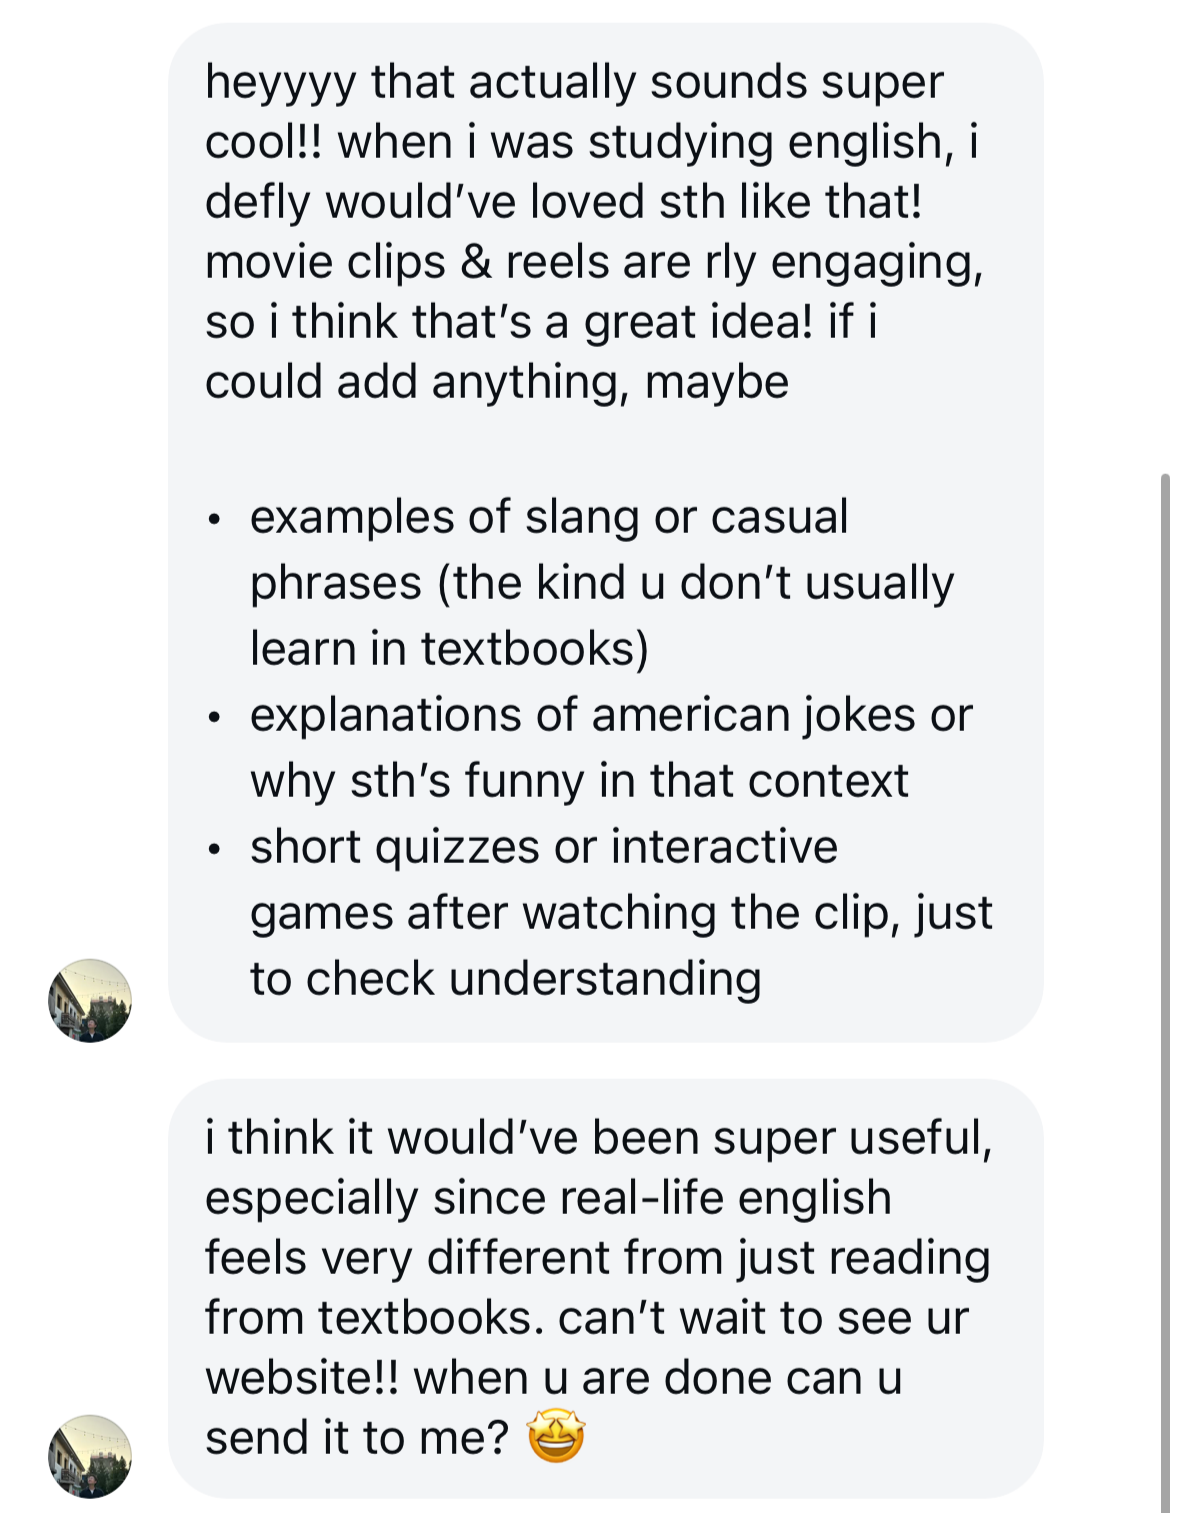 heyyyy that actually sounds super
cool!! when i was studying english, i
defly would've loved sth like that!
movie clips & reels are rly engaging,
so i think that's a great idea! if i
could add anything, maybe
• examples of slang or casual
phrases (the kind u don't usually
learn in textbooks)
• explanations of american jokes or
why sth's funny in that context
• short quizzes or interactive
games after watching the clip, just
to check understanding
i think it would've been super useful,
especially since real-life english
feels very different from just reading
from textbooks. can't wait to see ur
website!! when u are done can u
send it to me? 🤩